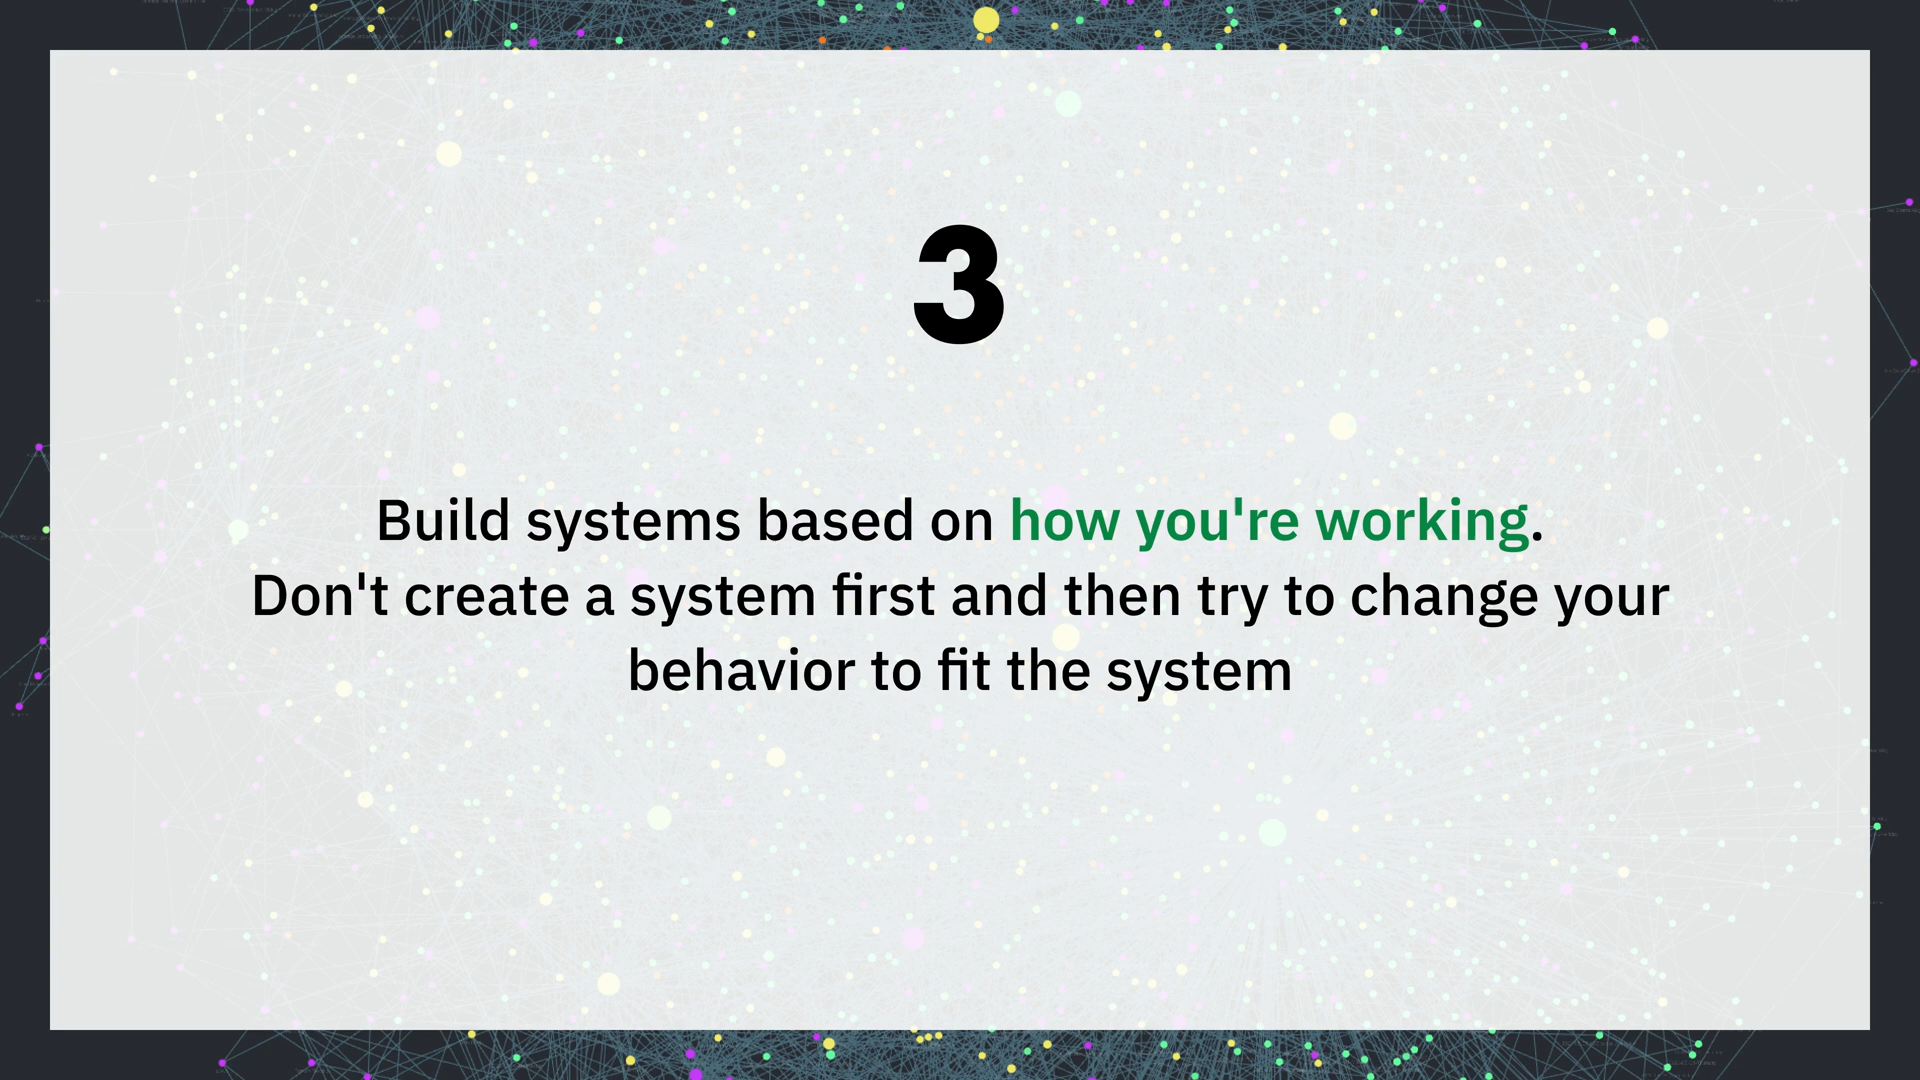 3
Build systems based on how you're working.
Don't create a system first and then try to change your
behavior to fit the system